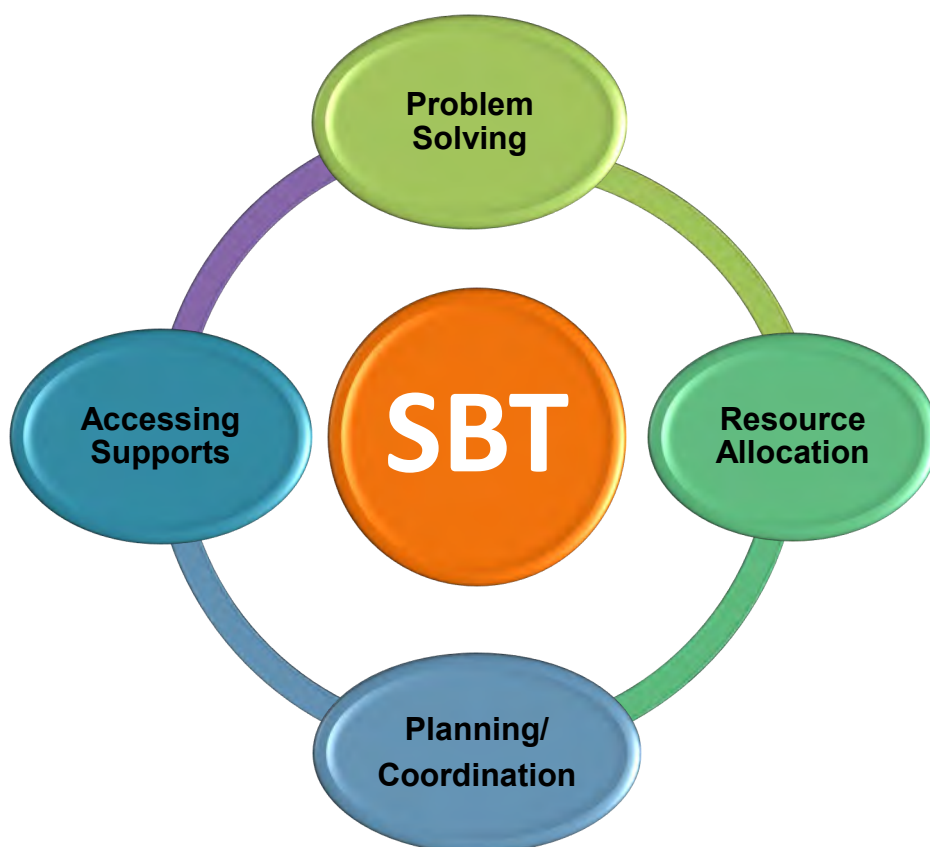 Problem
Solving
Accessing
Supports
SBT
Resource
Allocation
Planning/
Coordination